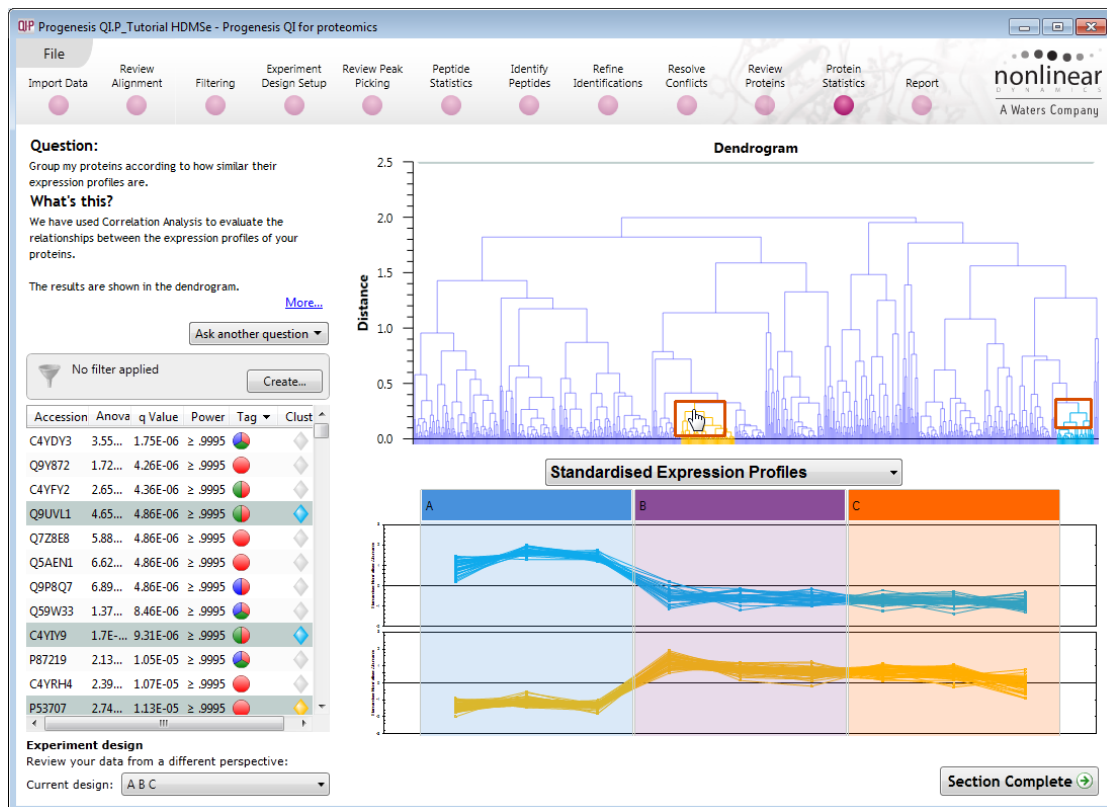 Progenesis QI.P_Tutorial HDMSe - Progenesis QI for proteomics
File
Import Data
Review Alignment
Filtering
Experiment Design Setup
Review Peak Picking
Peptide Statistics
Identify Peptides
Refine Identifications
Resolve Conflicts
Review Proteins
Protein Statistics
Report
nonlinear
DYNAMICS
A Waters Company
Question:
Group my proteins according to how similar their
expression profiles are.
What's this?
We have used Correlation Analysis to evaluate the
relationships between the expression profiles of your
proteins.
The results are shown in the dendrogram.
More...
Ask another question
No filter applied
Create...
Accession Anova q Value Power Tag Clust
C4YDY3 3.55... 1.75E-06 ≥ .9995
Q9Y872 1.72... 4.26E-06 ≥ .9995
C4YFY2 2.65... 4.36E-06 ≥ .9995
Q9UVL1 4.65... 4.86E-06 ≥ .9995
Q7Z8E8 5.88... 4.86E-06 ≥ .9995
Q5AEN1 6.62... 4.86E-06 ≥ .9995
Q9P8Q7 6.89... 4.86E-06 ≥ .9995
Q59W33 1.37... 8.46E-06 ≥ .9995
C4YIY9 1.7E-... 9.31E-06 ≥ .9995
P87219 2.13... 1.05E-05 ≥ .9995
C4YRH4 2.39... 1.07E-05 ≥ .9995
P53707 2.74... 1.13E-05 ≥ .9995
Experiment design
Review your data from a different perspective:
Current design: A B C
Dendrogram
Distance
2.5
2.0
1.5
1.0
0.5
0.0
Standardised Expression Profiles
A
B
C
Section Complete